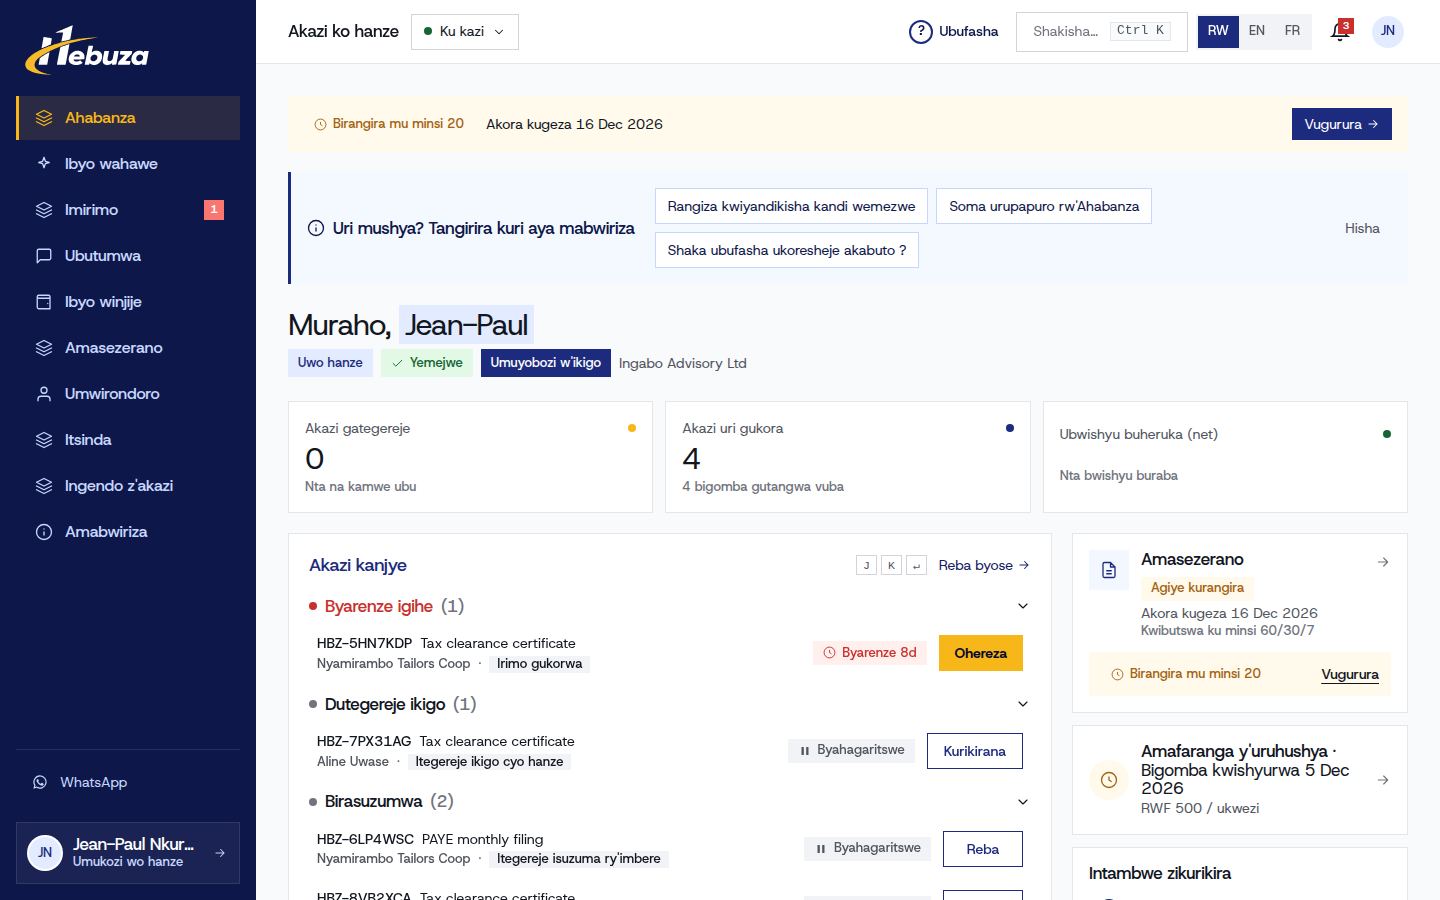 Hebuza
Ahabanza
Ibyo wahawe
Imirimo 1
Ubutumwa
Ibyo winjije
Amasezerano
Umwirondoro
Itsinda
Ingendo z'akazi
Amabwiriza
WhatsApp
JN Jean-Paul Nkur...
Umukozi wo hanze
Akazi ko hanze Ku kazi
? Ubufasha Shakisha... Ctrl K RW EN FR 3 JN
Birangira mu minsi 20 Akora kugeza 16 Dec 2026 Vugurura →
Uri mushya? Tangirira kuri aya mabwiriza
Rangiza kwiyandikisha kandi wemezwe Soma urupapuro rw'Ahabanza
Shaka ubufasha ukoresheje akabuto ?
Hisha
Muraho, Jean-Paul
Uwo hanze Yemejwe Umuyobozi w'ikigo Ingabo Advisory Ltd
Akazi gategereje
0
Nta na kamwe ubu
Akazi uri gukora
4
4 bigomba gutangwa vuba
Ubwishyu buheruka (net)
Nta bwishyu buraba
Akazi kanjye J K ↵ Reba byose →
Byarenze igihe (1)
HBZ-5HN7KDP Tax clearance certificate
Nyamirambo Tailors Coop · Irimo gukorwa
Byarenze 8d Ohereza
Dutegereje ikigo (1)
HBZ-7PX31AG Tax clearance certificate
Aline Uwase · Itegereje ikigo cyo hanze
Byahagaritswe Kurikirana
Birasuzumwa (2)
HBZ-6LP4WSC PAYE monthly filing
Nyamirambo Tailors Coop · Itegereje isuzuma ry'imbere
Byahagaritswe Reba
HBZ-8VB2XCA Tax clearance certificate
Amasezerano
Agiye kurangira
Akora kugeza 16 Dec 2026
Kwibutswa ku minsi 60/30/7
Birangira mu minsi 20 Vugurura
Amafaranga y'uruhushya ·
Bigomba kwishyurwa 5 Dec
2026
RWF 500 / ukwezi
Intambwe zikurikira